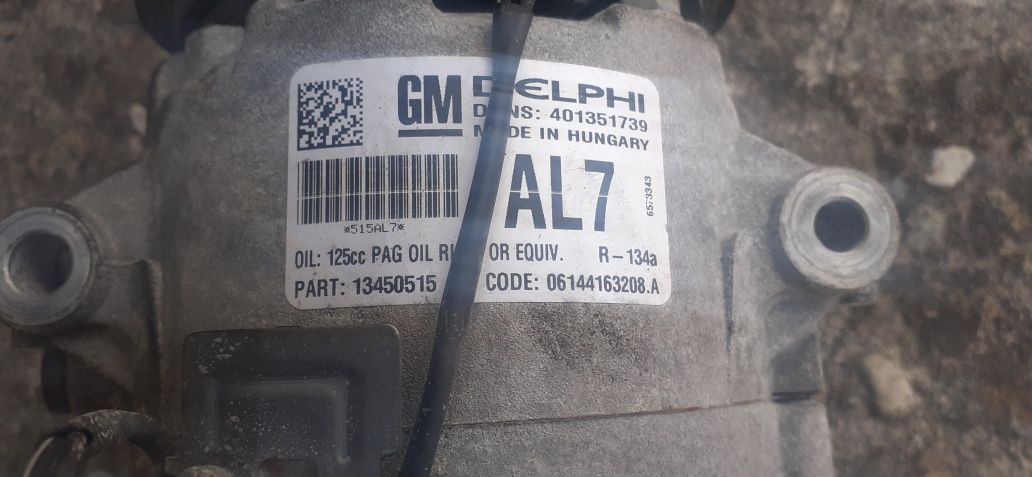 GM DELPHI
401351739
MADE IN HUNGARY
AL7
6573343
*515AL7*
OIL: 125cc PAG OIL OR EQUIV. R-134a
PART: 13450515 CODE: 06144163208.A